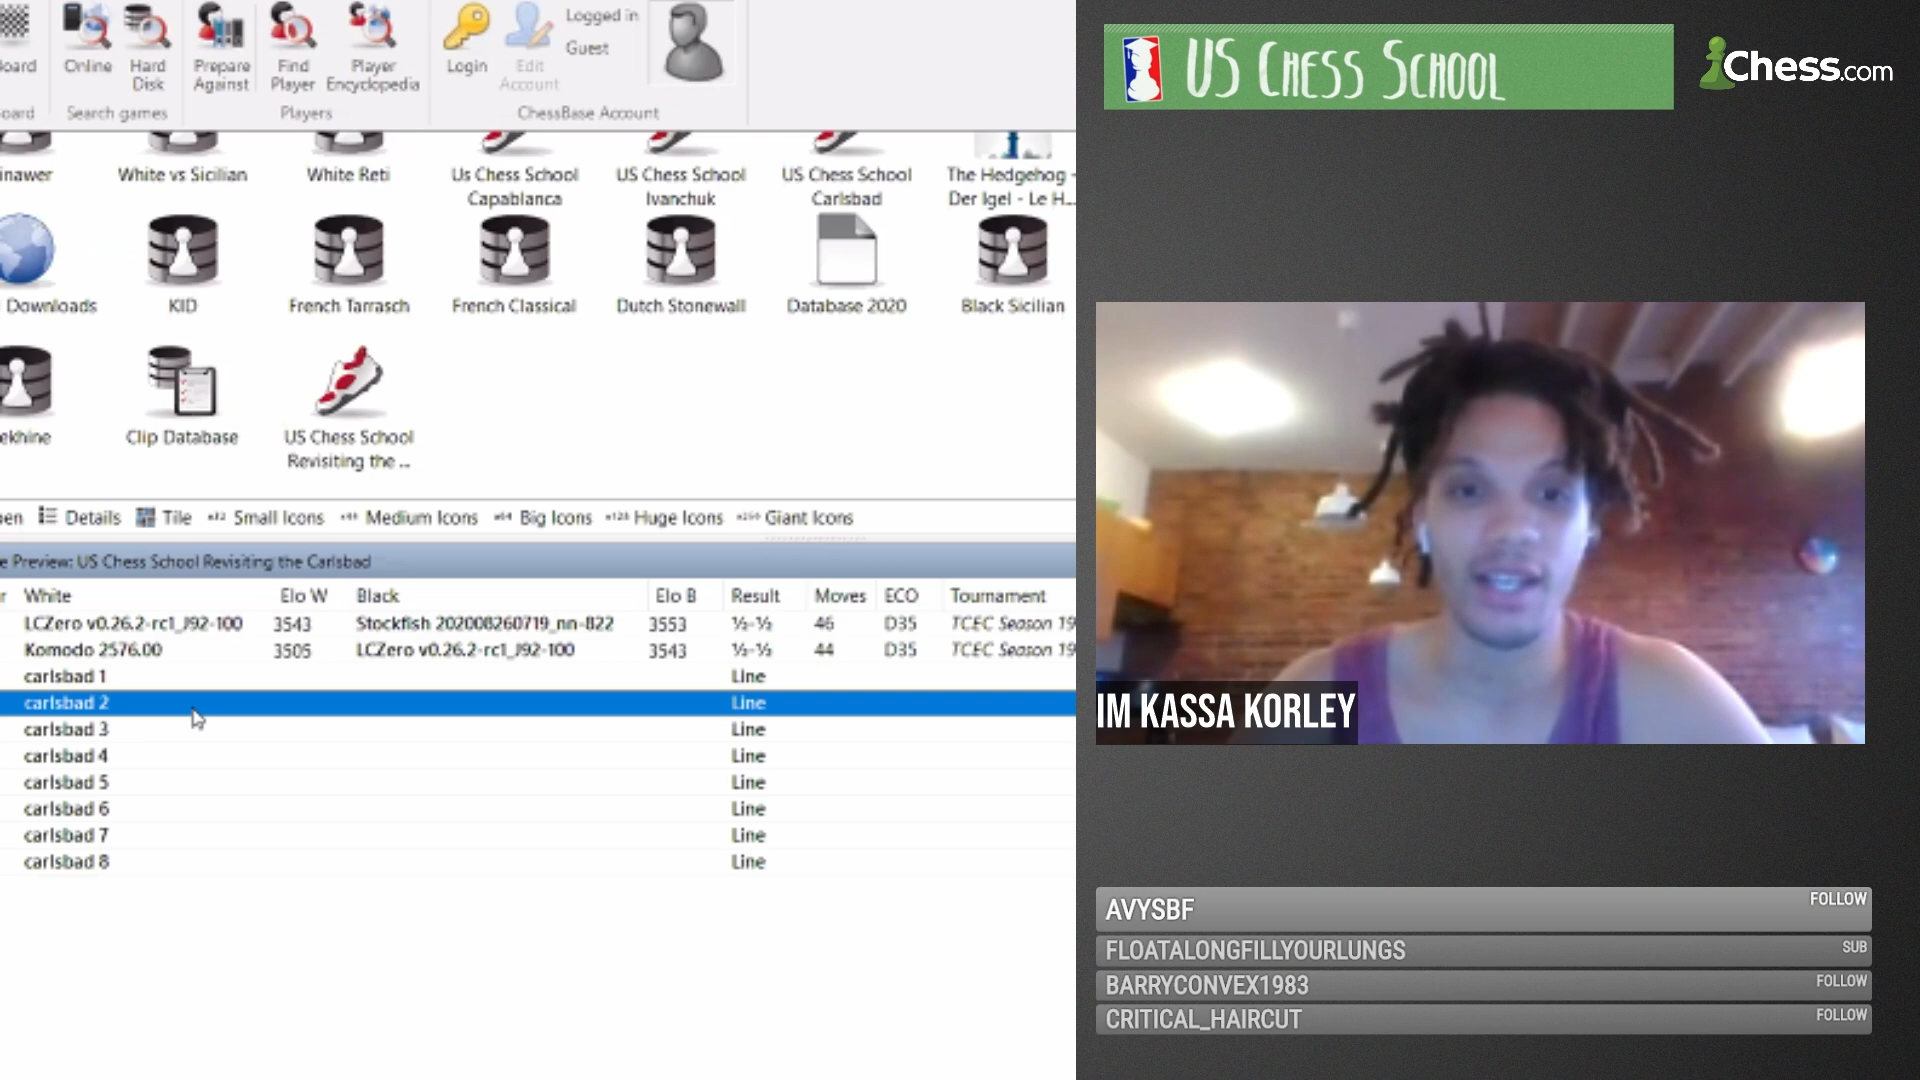 oard
Online
Hard
Disk
Prepare
Against
Find
Player
Player
Encyclopedia
Login
Edit
Account
Logged in
Guest
oard
Search games
Players
ChessBase Account
inawer
White vs Sicilian
White Reti
Us Chess School
Capablanca
US Chess School
Ivanchuk
US Chess School
Carlsbad
The Hedgehog -
Der Igel - Le H...
Downloads
KID
French Tarrasch
French Classical
Dutch Stonewall
Database 2020
Black Sicilian
ekhine
Clip Database
US Chess School
Revisiting the ...
pen Details Tile Small Icons Medium Icons Big Icons Huge Icons Giant Icons
e Preview: US Chess School Revisiting the Carlsbad
r White Elo W Black Elo B Result Moves ECO Tournament
LCZero v0.26.2-rc1_J92-100 3543 Stockfish 202008260719_nn-822 3553 ½-½ 46 D35 TCEC Season 19
Komodo 2576.00 3505 LCZero v0.26.2-rc1_J92-100 3543 ½-½ 44 D35 TCEC Season 19
carlsbad 1 Line
carlsbad 2 Line
carlsbad 3 Line
carlsbad 4 Line
carlsbad 5 Line
carlsbad 6 Line
carlsbad 7 Line
carlsbad 8 Line
US CHESS SCHOOL
Chess.com
IM KASSA KORLEY
AVYSBF FOLLOW
FLOATALONGFILLYOURLUNGS SUB
BARRYCONVEX1983 FOLLOW
CRITICAL_HAIRCUT FOLLOW